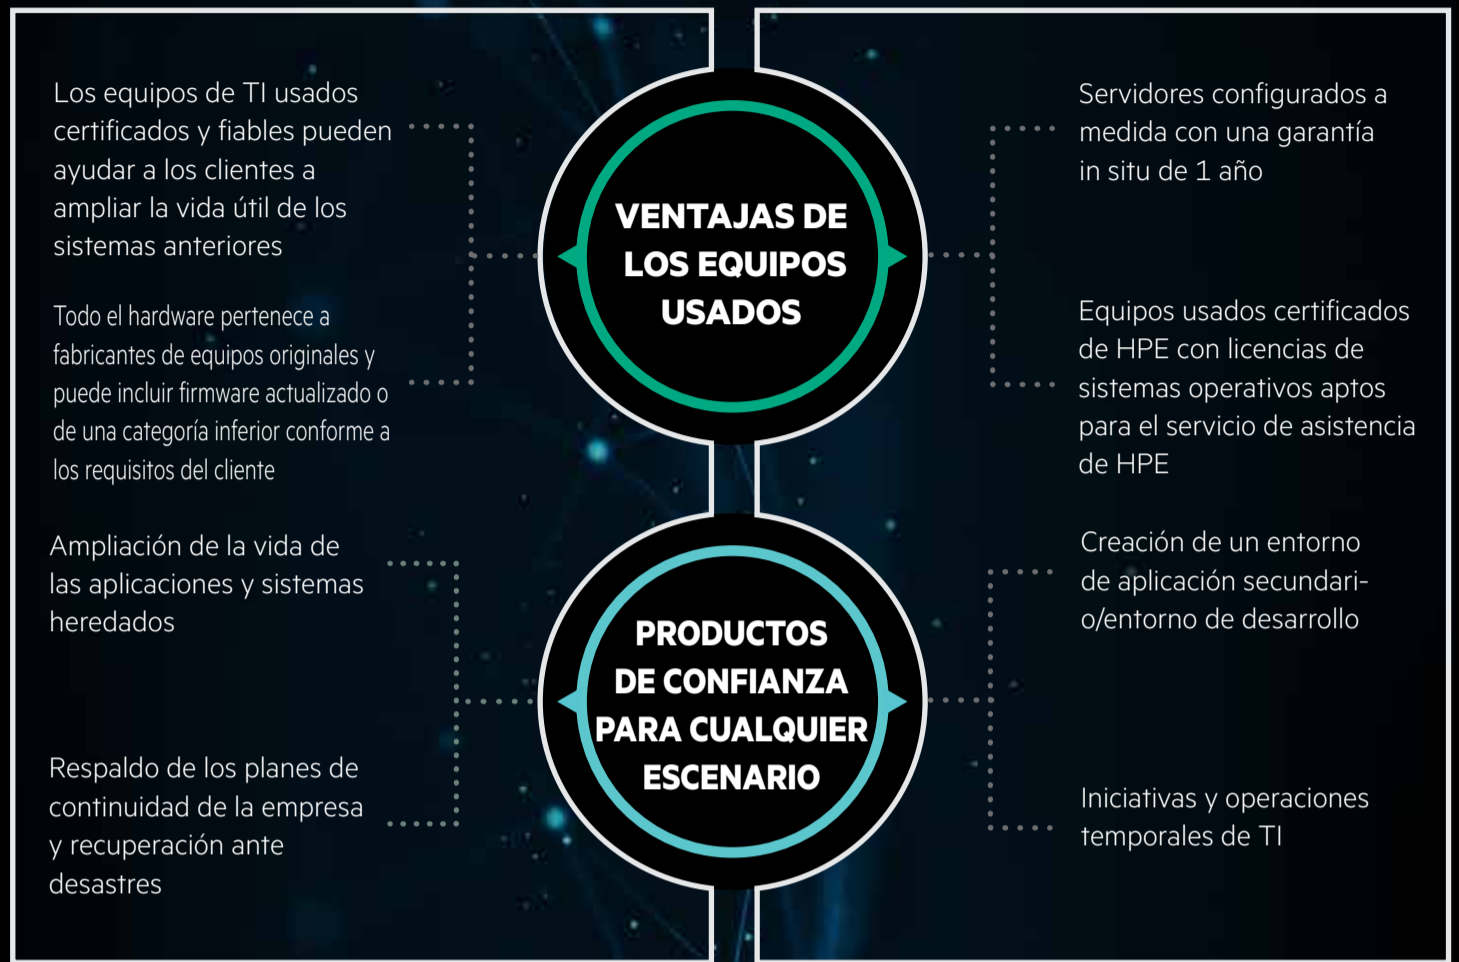 Los equipos de TI usados
certificados y fiables pueden
ayudar a los clientes a
ampliar la vida útil de los
sistemas anteriores
Todo el hardware pertenece a
fabricantes de equipos originales y
puede incluir firmware actualizado o
de una categoría inferior conforme a
los requisitos del cliente
VENTAJAS DE
LOS EQUIPOS
USADOS
Servidores configurados a
medida con una garantía
in situ de 1 año
Equipos usados certificados
de HPE con licencias de
sistemas operativos aptos
para el servicio de asistencia
de HPE
Ampliación de la vida de
las aplicaciones y sistemas
heredados
Respaldo de los planes de
continuidad de la empresa
y recuperación ante
desastres
PRODUCTOS
DE CONFIANZA
PARA CUALQUIER
ESCENARIO
Creación de un entorno
de aplicación secundari-
o/entorno de desarrollo
Iniciativas y operaciones
temporales de TI